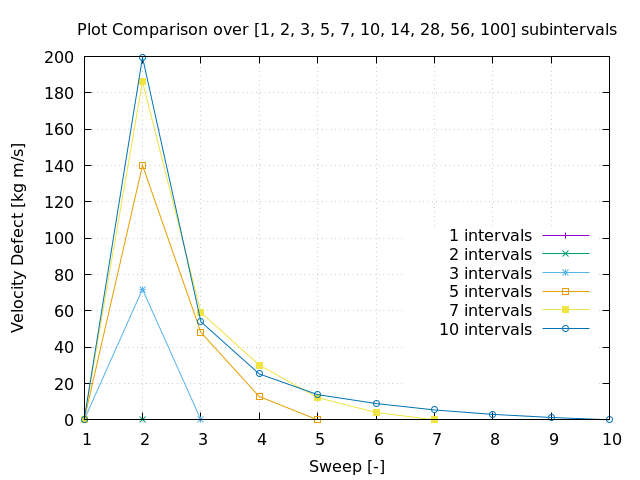 Plot Comparison over [1, 2, 3, 5, 7, 10, 14, 28, 56, 100] subintervals
200
180
160
140
120
100
80
60
40
20
0
Velocity Defect [kg m/s]
1 intervals
2 intervals
3 intervals
5 intervals
7 intervals
10 intervals
1 2 3 4 5 6 7 8 9 10
Sweep [-]